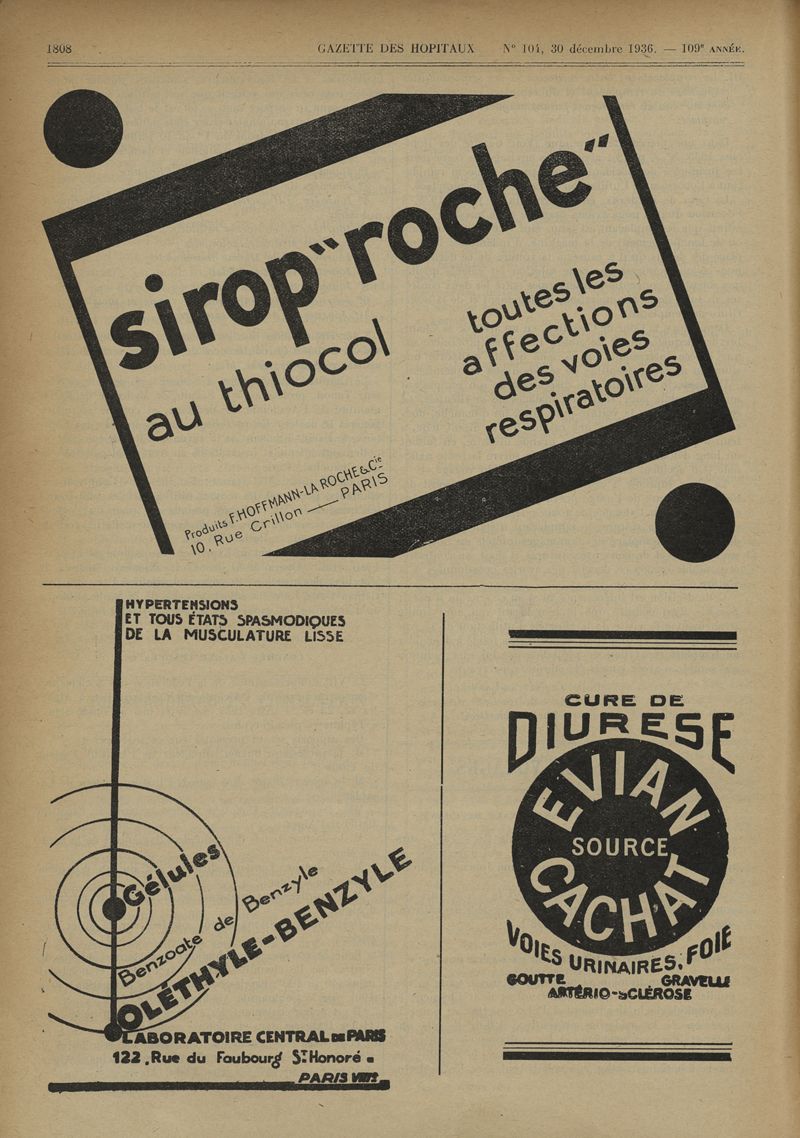 1808
GAZETTE DES HOPITAUX N° 104, 30 décembre 1936. — 109e ANNÉE.
sirop "roche"
au thiocol
toutes les
affections
des voies
respiratoires
Produits F. HOFFMANN-LA ROCHE & Cie
10, Rue Crillon — PARIS
HYPERTENSIONS
ET TOUS ÉTATS SPASMODIQUES
DE LA MUSCULATURE LISSE
Gélules
Benzoate de Benzyle
OLÉTHYLE-BENZYLE
LABORATOIRE CENTRAL DE PARIS
122, Rue du Faubourg St Honoré
PARIS VIIIe
CURE DE
DIURESE
EVIAN
SOURCE
CACHAT
VOIES URINAIRES, FOIE
GOUTTE GRAVELLE
ARTÉRIO-SCLÉROSE